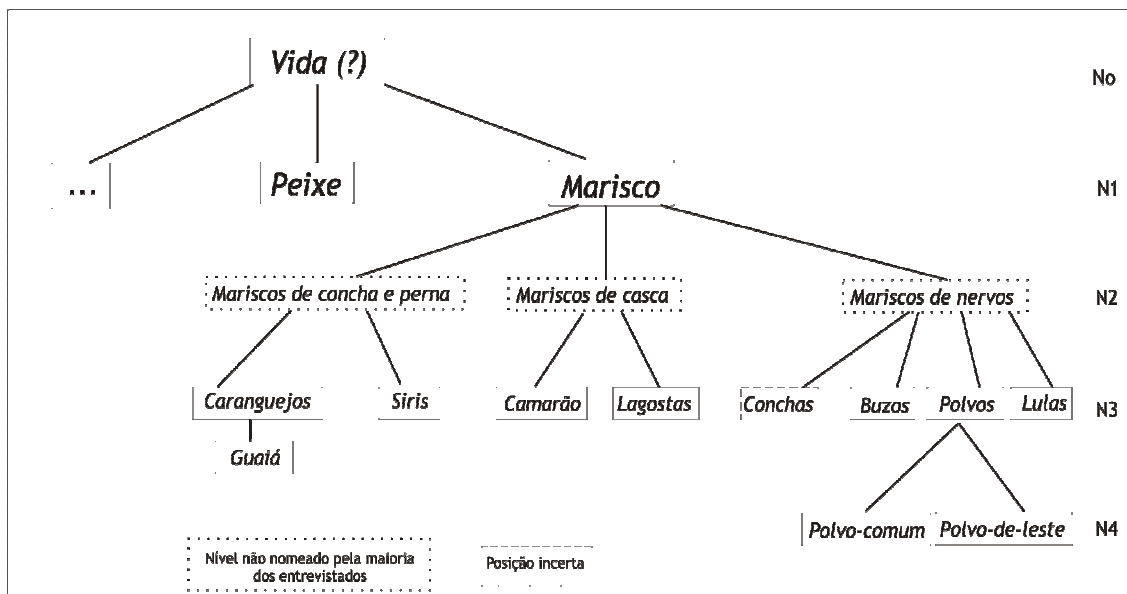 Vida (?)
No
...
Peixe
Marisco
N1
Mariscos de concha e perna
Mariscos de casca
Mariscos de nervos
N2
Caranguejos
Siris
Camarão
Lagostas
Conchas
Buzos
Polvos
Lulas
N3
Guaiá
Polvo-comum
Polvo-de-leste
N4
Nível não nomeado pela maioria
dos entrevistados
Posição incerta